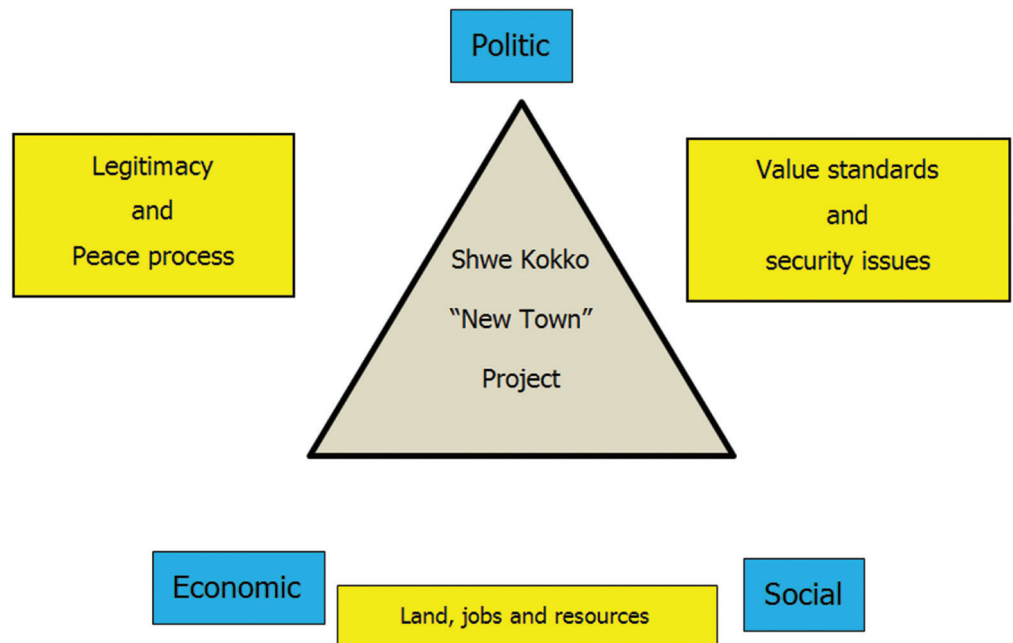 Politic
Legitimacy
and
Peace process
Value standards
and
security issues
Shwe Kokko
“New Town”
Project
Economic
Land, jobs and resources
Social